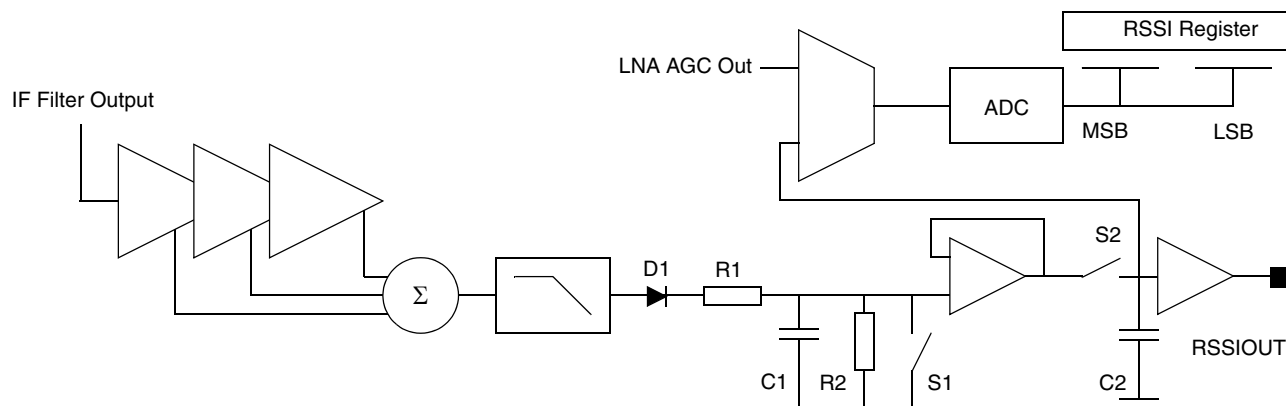 RSSI Register
LNA AGC Out
IF Filter Output
ADC
MSB
LSB
S2
D1
R1
Σ
RSSIOUT
C1
R2
S1
C2